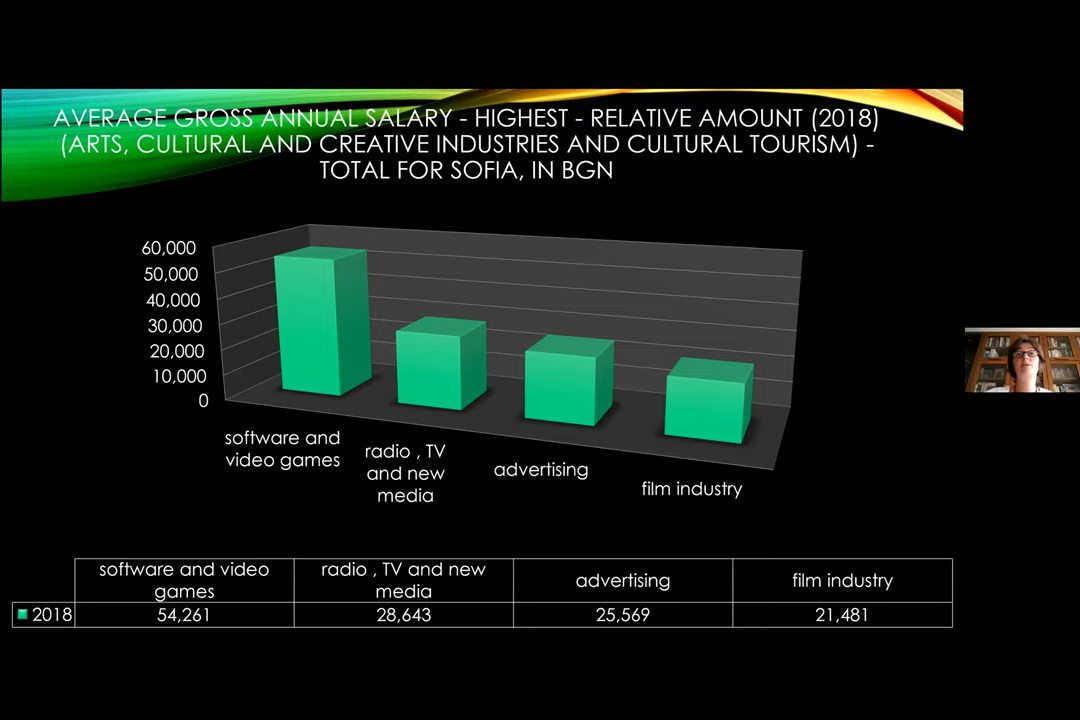 AVERAGE GROSS ANNUAL SALARY - HIGHEST - RELATIVE AMOUNT (2018)
(ARTS, CULTURAL AND CREATIVE INDUSTRIES AND CULTURAL TOURISM) -
TOTAL FOR SOFIA, IN BGN
60,000
50,000
40,000
30,000
20,000
10,000
0
software and
video games
radio , TV
and new
media
advertising
film industry
software and video
games
radio , TV and new
media
advertising
film industry
2018 54,261 28,643 25,569 21,481